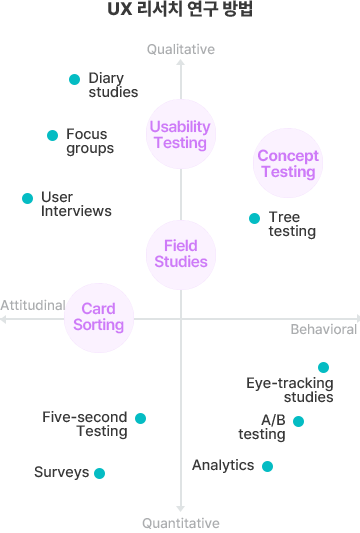 UX 리서치 연구 방법
Qualitative
Diary
studies
Usability
Testing
Focus
groups
Concept
Testing
User
Interviews
Tree
testing
Field
Studies
Attitudinal
Card
Sorting
Behavioral
Eye-tracking
studies
Five-second
Testing
A/B
testing
Surveys
Analytics
Quantitative